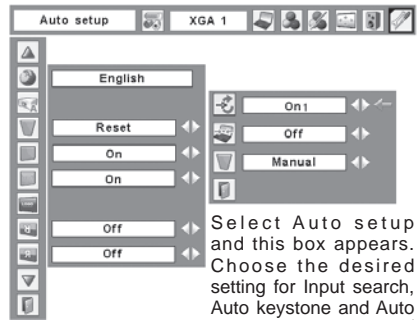 Auto setup XGA 1
English
Reset
On
On
Off
Off
On1
Off
Manual
Select Auto setup
and this box appears.
Choose the desired
setting for Input search,
Auto keystone and Auto